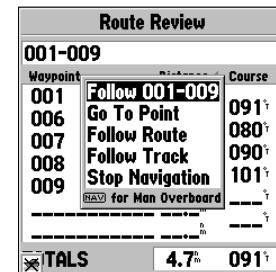 Route Review
001-009
Waypoint Distance Course
001
006 091°T
007 080°T
008 090°T
009 101°T
Follow 001-009
Go To Point
Follow Route
Follow Track
Stop Navigation
NAV for Man Overboard
TALS 4.7 091°T